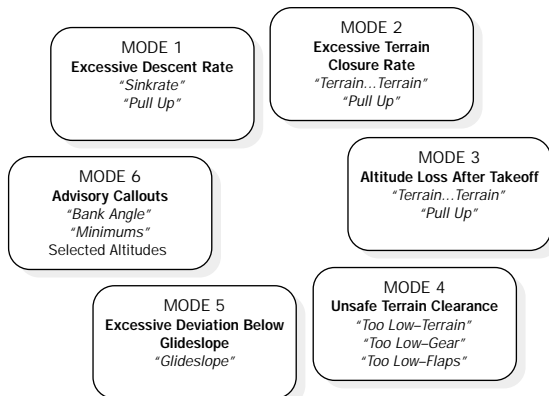 MODE 1
Excessive Descent Rate
“Sinkrate”
“Pull Up”
MODE 2
Excessive Terrain
Closure Rate
“Terrain...Terrain”
“Pull Up”
MODE 3
Altitude Loss After Takeoff
“Terrain...Terrain”
“Pull Up”
MODE 4
Unsafe Terrain Clearance
“Too Low–Terrain”
“Too Low–Gear”
“Too Low–Flaps”
MODE 5
Excessive Deviation Below
Glideslope
“Glideslope”
MODE 6
Advisory Callouts
“Bank Angle”
“Minimums”
Selected Altitudes